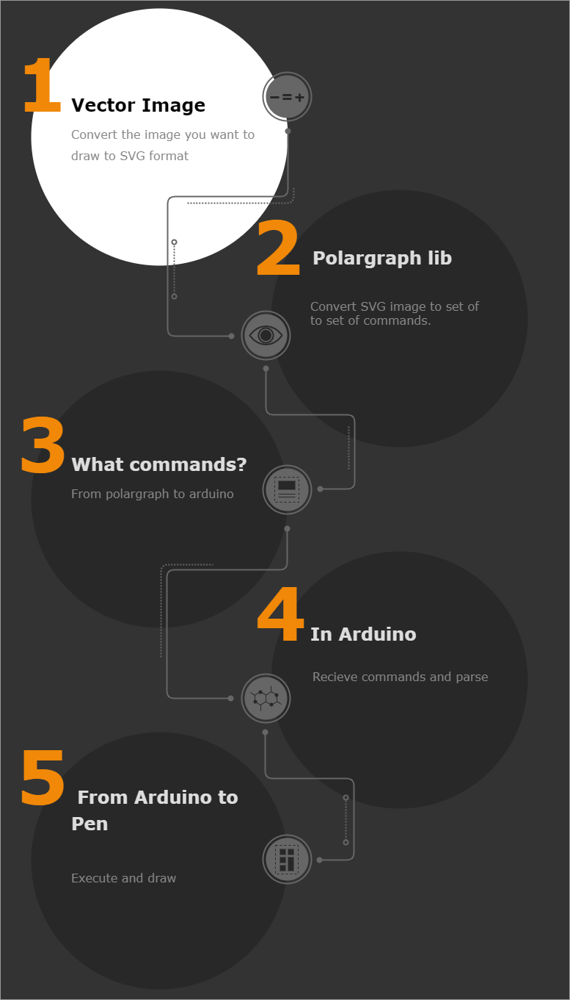 1
Vector Image
Convert the image you want to
draw to SVG format
2
Polargraph lib
Convert SVG image to set of
to set of commands.
3
What commands?
From polargraph to arduino
4
In Arduino
Recieve commands and parse
5
From Arduino to
Pen
Execute and draw